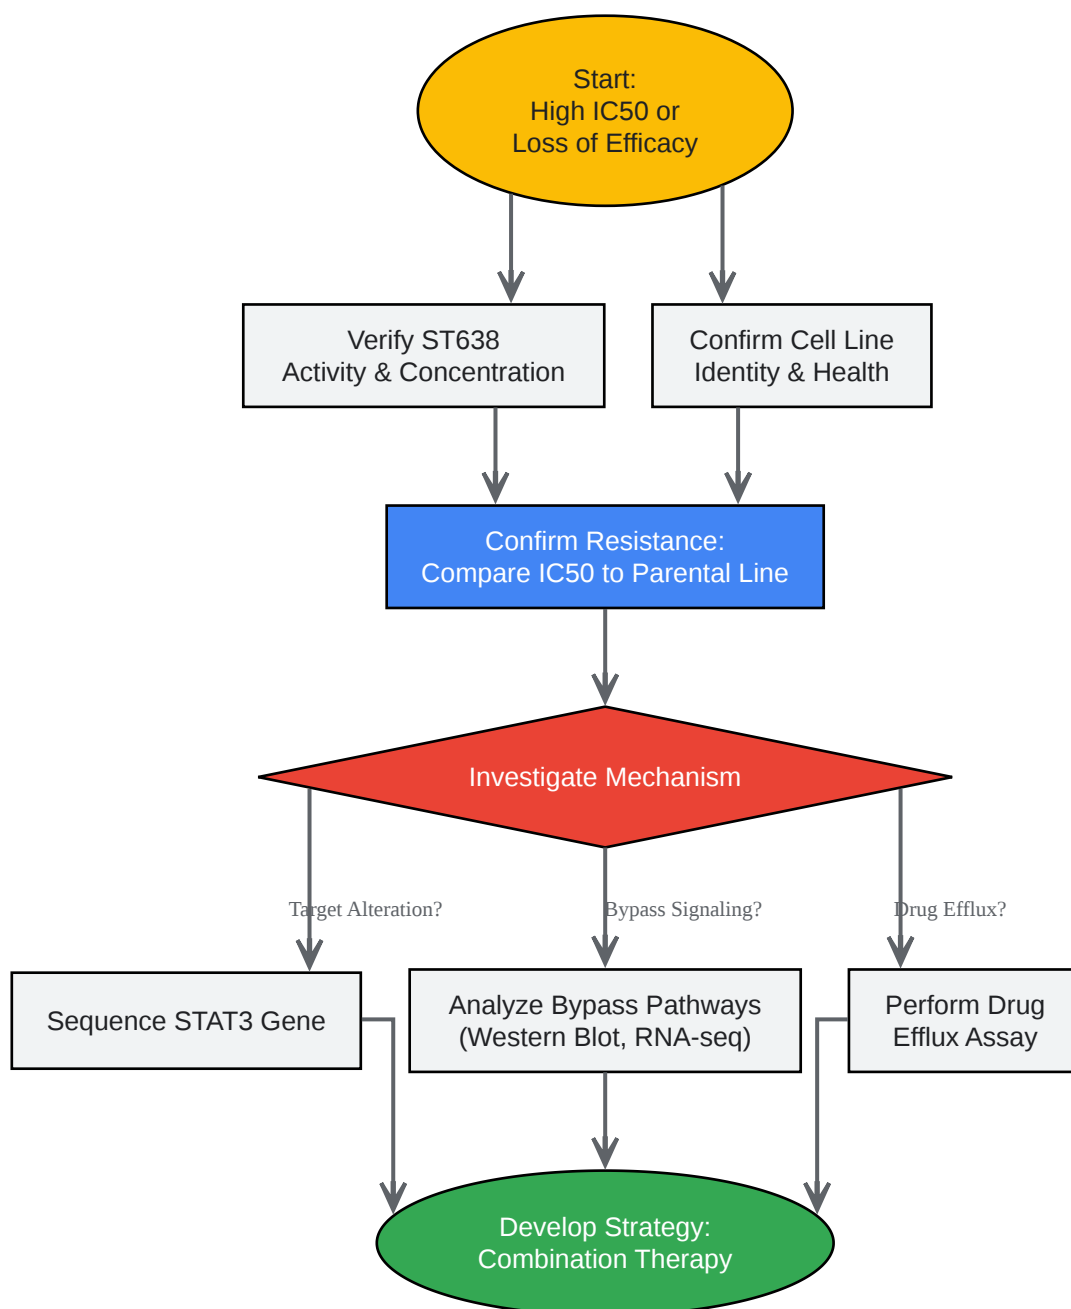 Start:
High IC50 or
Loss of Efficacy
Verify ST638
Activity & Concentration
Confirm Cell Line
Identity & Health
Confirm Resistance:
Compare IC50 to Parental Line
Investigate Mechanism
Target Alteration?
Bypass Signaling?
Drug Efflux?
Sequence STAT3 Gene
Analyze Bypass Pathways
(Western Blot, RNA-seq)
Perform Drug
Efflux Assay
Develop Strategy:
Combination Therapy